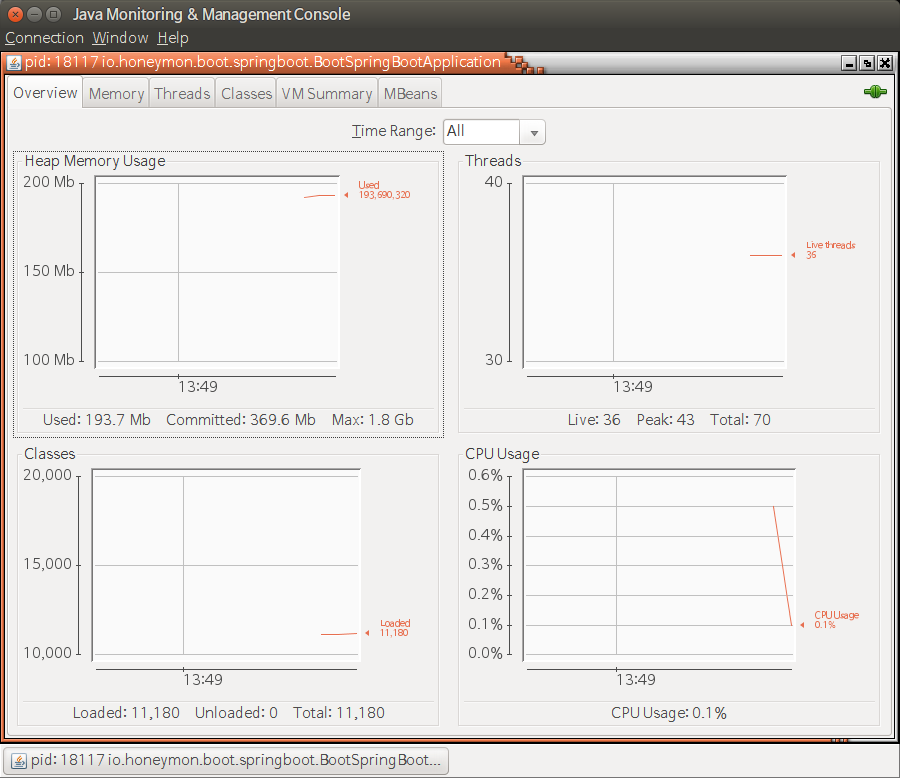 Java Monitoring & Management Console
Connection Window Help
pid: 18117 io.honeymon.boot.springboot.BootSpringBootApplication
Overview Memory Threads Classes VM Summary MBeans
Time Range: All
Heap Memory Usage
200 Mb
150 Mb
100 Mb
Used
193,690,320
13:49
Used: 193.7 Mb Committed: 369.6 Mb Max: 1.8 Gb
Threads
40
30
Live threads
36
13:49
Live: 36 Peak: 43 Total: 70
Classes
20,000
15,000
10,000
Loaded
11,180
13:49
Loaded: 11,180 Unloaded: 0 Total: 11,180
CPU Usage
0.6%
0.5%
0.4%
0.3%
0.2%
0.1%
0.0%
CPU Usage
0.1%
13:49
CPU Usage: 0.1%
pid: 18117 io.honeymon.boot.springboot.BootSpringBoot...